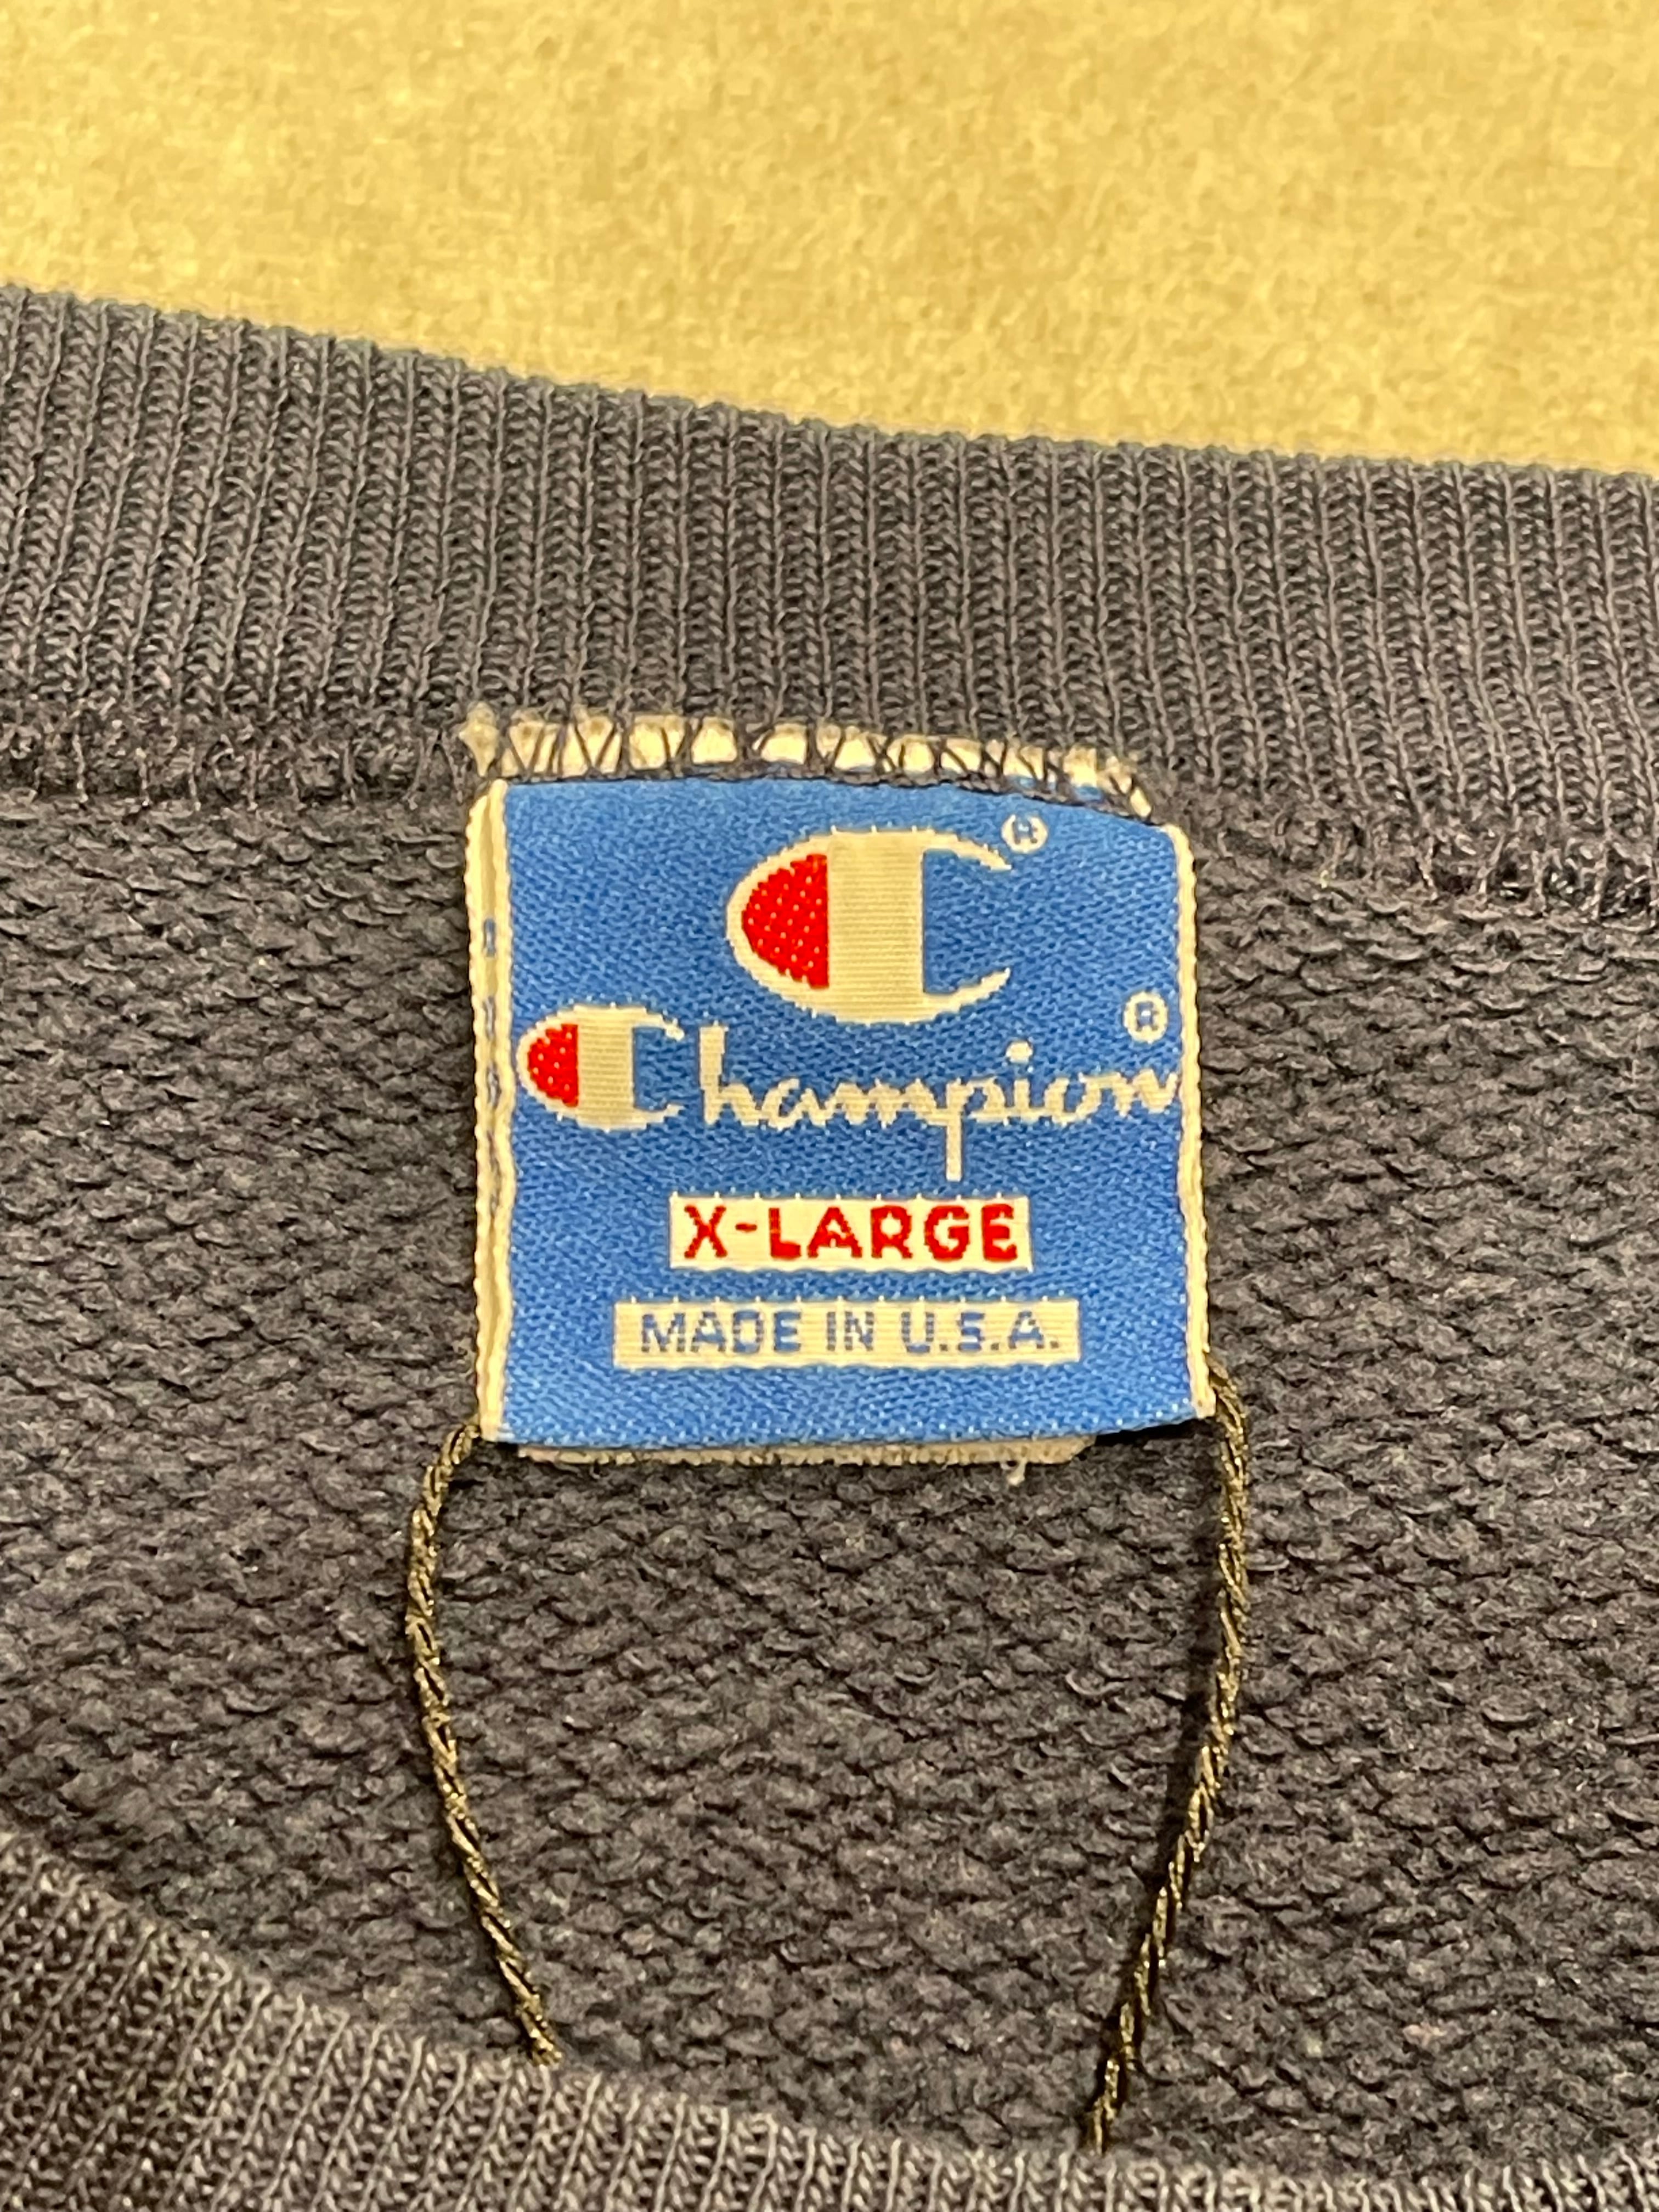 C®
Champion®
X-LARGE
MADE IN U.S.A.